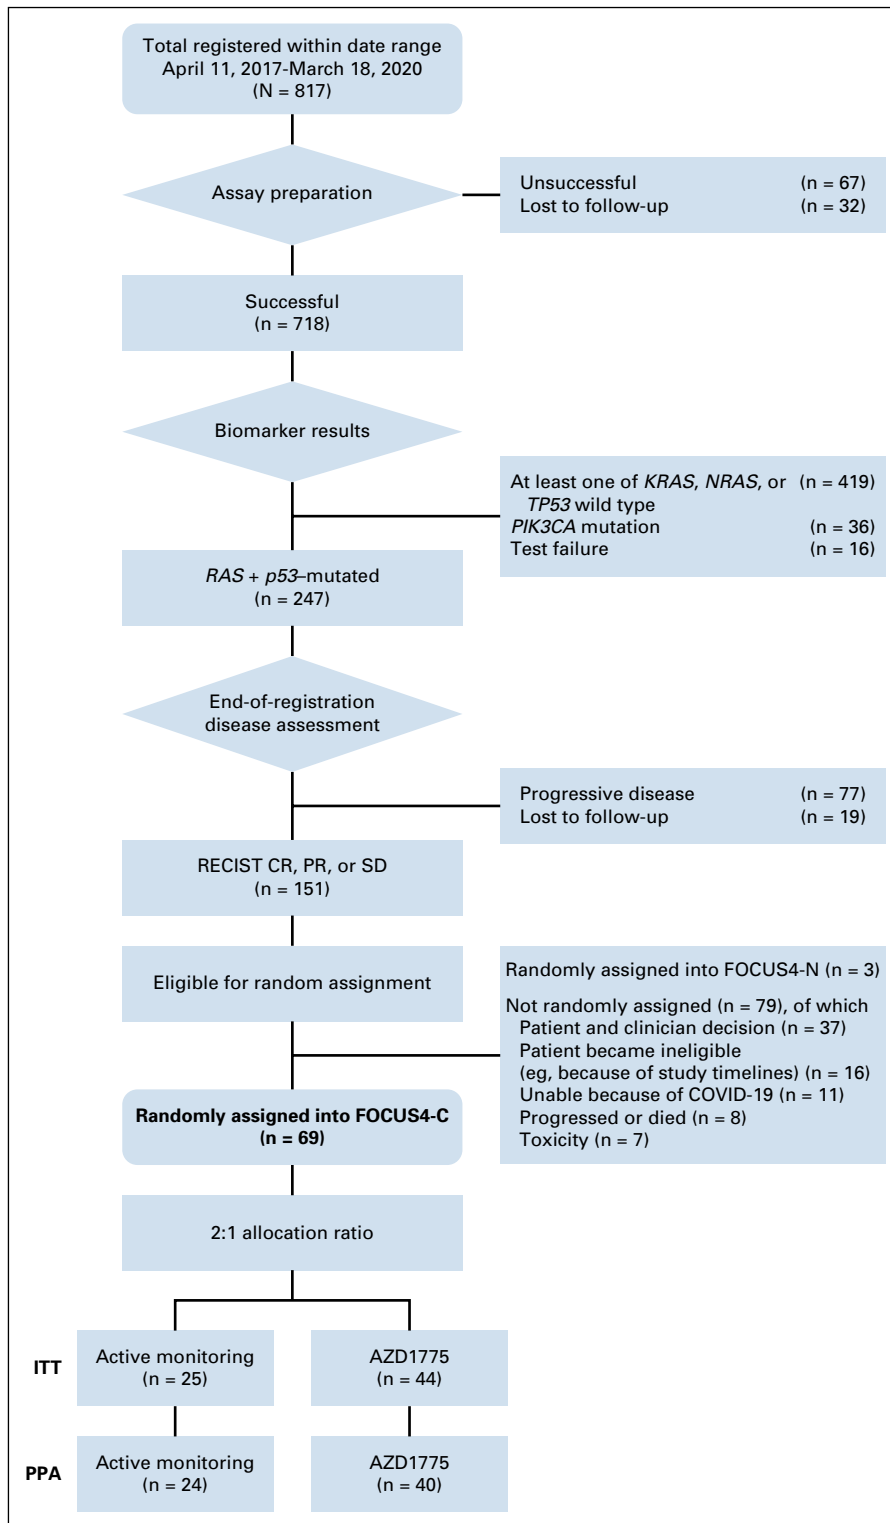 Total registered within date range
April 11, 2017-March 18, 2020
(N = 817)
Assay preparation
Unsuccessful (n = 67)
Lost to follow-up (n = 32)
Successful
(n = 718)
Biomarker results
At least one of KRAS, NRAS, or (n = 419)
TP53 wild type
PIK3CA mutation (n = 36)
Test failure (n = 16)
RAS + p53–mutated
(n = 247)
End-of-registration
disease assessment
Progressive disease (n = 77)
Lost to follow-up (n = 19)
RECIST CR, PR, or SD
(n = 151)
Eligible for random assignment
Randomly assigned into FOCUS4-N (n = 3)
Not randomly assigned (n = 79), of which
Patient and clinician decision (n = 37)
Patient became ineligible
(eg, because of study timelines) (n = 16)
Unable because of COVID-19 (n = 11)
Progressed or died (n = 8)
Toxicity (n = 7)
Randomly assigned into FOCUS4-C
(n = 69)
2:1 allocation ratio
ITT
Active monitoring
(n = 25)
AZD1775
(n = 44)
PPA
Active monitoring
(n = 24)
AZD1775
(n = 40)